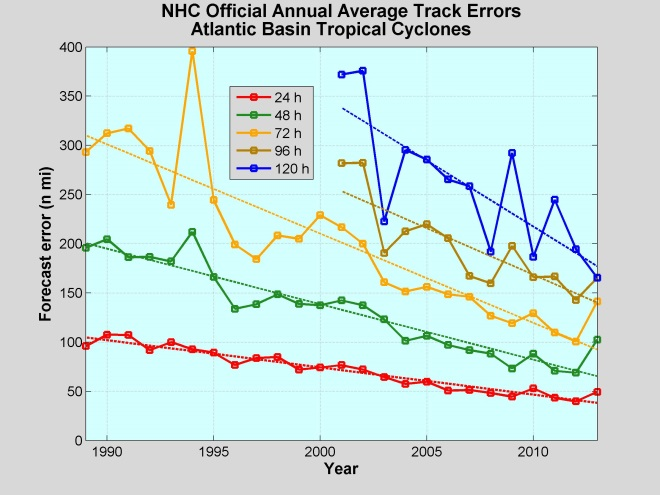 NHC Official Annual Average Track Errors
Atlantic Basin Tropical Cyclones
400
350
300
250
200
150
100
50
0
Forecast error (n mi)
24 h
48 h
72 h
96 h
120 h
1990
1995
2000
2005
2010
Year